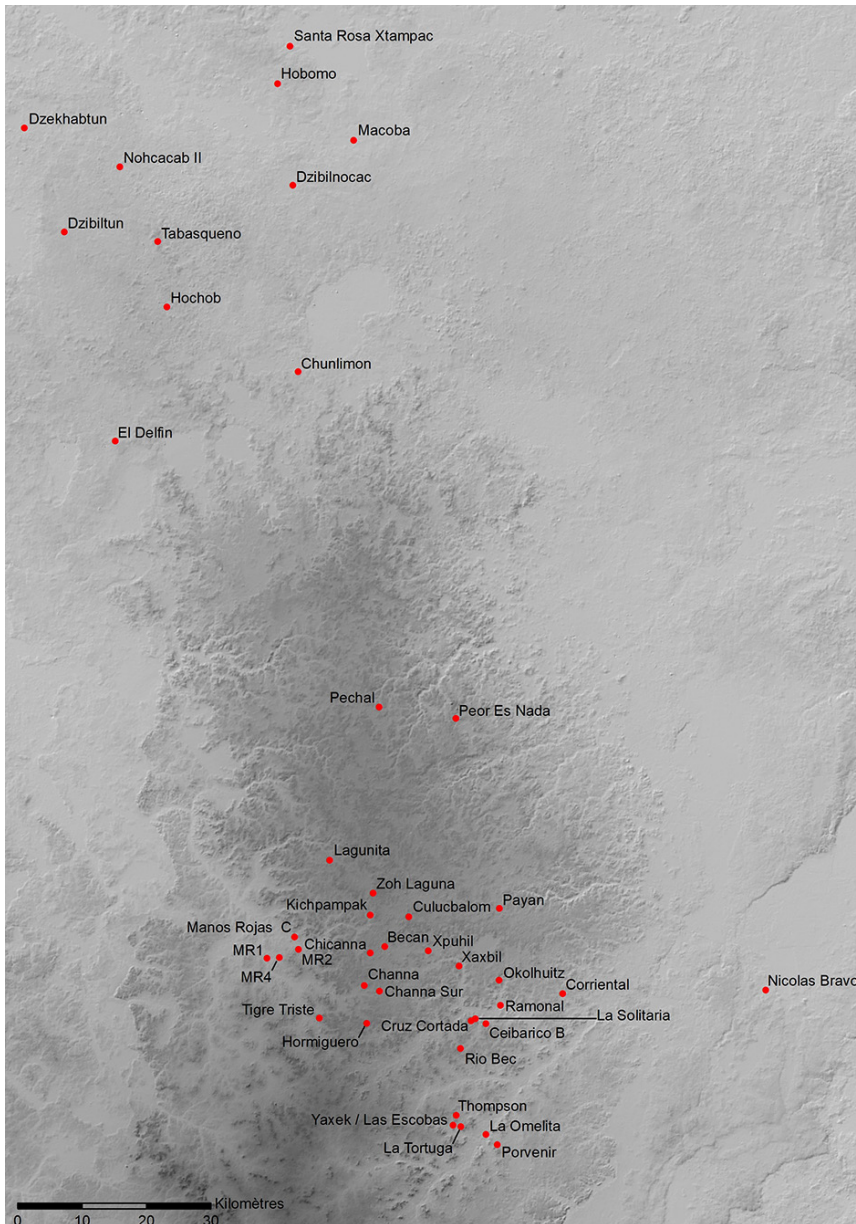 Santa Rosa Xtampac
Hobomo
Dzekhabtun
Macoba
Nohcacab II
Dzibilnocac
Dzibiltun
Tabasqueno
Hochob
Chunlimon
El Delfin
Pechal
Peor Es Nada
Lagunita
Zoh Laguna
Payan
Kichpampak
Culucbalom
Manos Rojas C
Becan
Xpuhil
Chicanna
MR1
MR2
MR4
Xaxbil
Okolhuitz
Channa
Corriental
Nicolas Bravo
Channa Sur
Ramonal
Tigre Triste
La Solitaria
Cruz Cortada
Ceibarico B
Hormiguero
Rio Bec
Thompson
Yaxek / Las Escobas
La Omelita
La Tortuga
Porvenir
Kilomètres
0 10 20 30